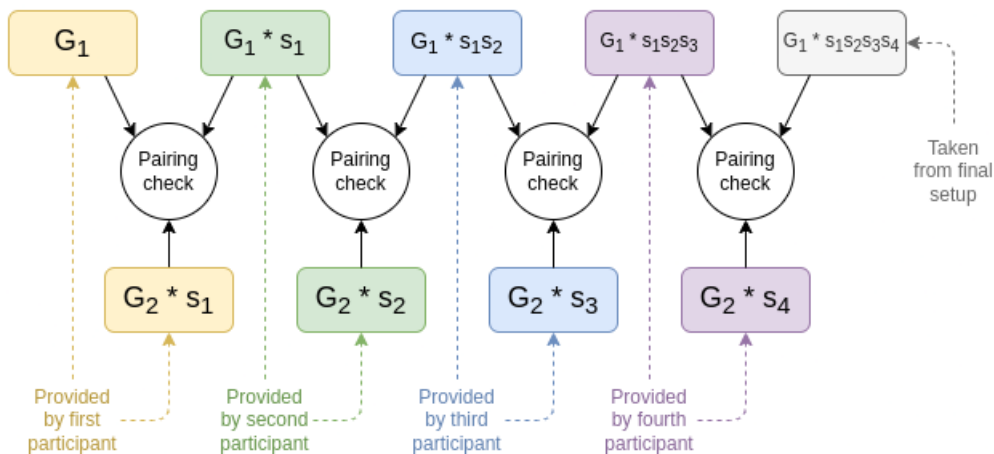 G₁
G₁ * s₁
G₁ * s₁s₂
G₁ * s₁s₂s₃
G₁ * s₁s₂s₃s₄
Pairing
check
Pairing
check
Pairing
check
Pairing
check
Taken
from final
setup
G₂ * s₁
G₂ * s₂
G₂ * s₃
G₂ * s₄
Provided
by first
participant
Provided
by second
participant
Provided
by third
participant
Provided
by fourth
participant